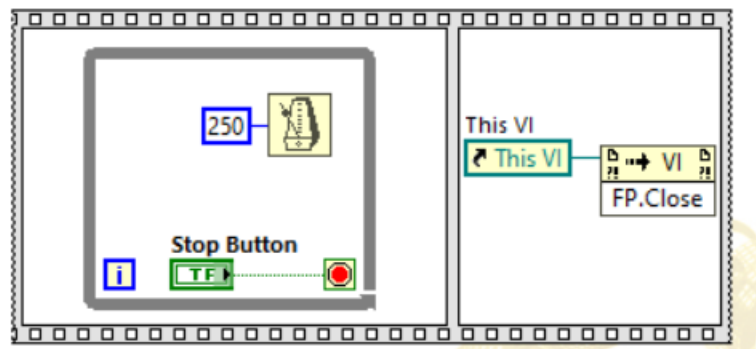 250
Stop Button
TF
i
This VI
This VI
?! VI ?!
FP.Close